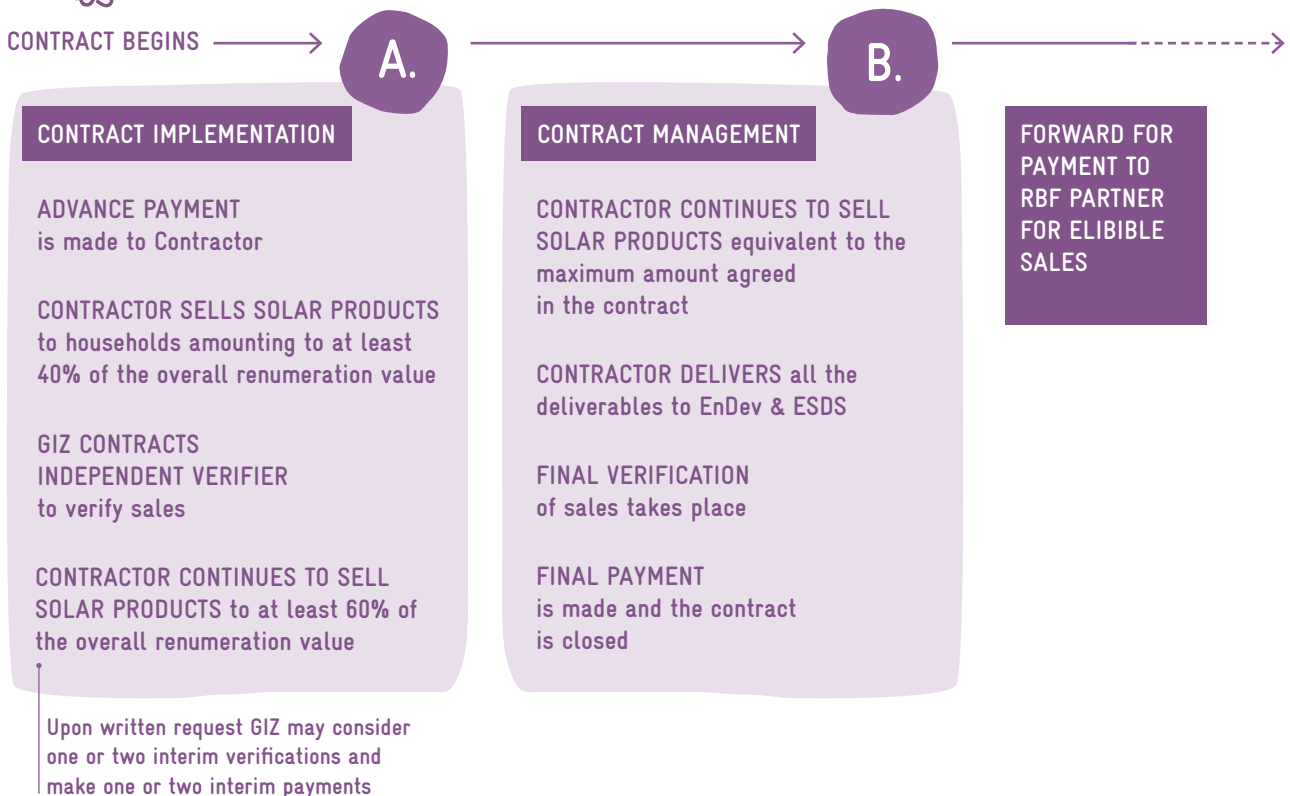 CONTRACT BEGINS
A.
B.
CONTRACT IMPLEMENTATION
ADVANCE PAYMENT
is made to Contractor
CONTRACTOR SELLS SOLAR PRODUCTS
to households amounting to at least
40% of the overall renumeration value
GIZ CONTRACTS
INDEPENDENT VERIFIER
to verify sales
CONTRACTOR CONTINUES TO SELL
SOLAR PRODUCTS to at least 60% of
the overall renumeration value
Upon written request GIZ may consider
one or two interim verifications and
make one or two interim payments
CONTRACT MANAGEMENT
CONTRACTOR CONTINUES TO SELL
SOLAR PRODUCTS equivalent to the
maximum amount agreed
in the contract
CONTRACTOR DELIVERS all the
deliverables to EnDev & ESDS
FINAL VERIFICATION
of sales takes place
FINAL PAYMENT
is made and the contract
is closed
FORWARD FOR
PAYMENT TO
RBF PARTNER
FOR ELIBIBLE
SALES